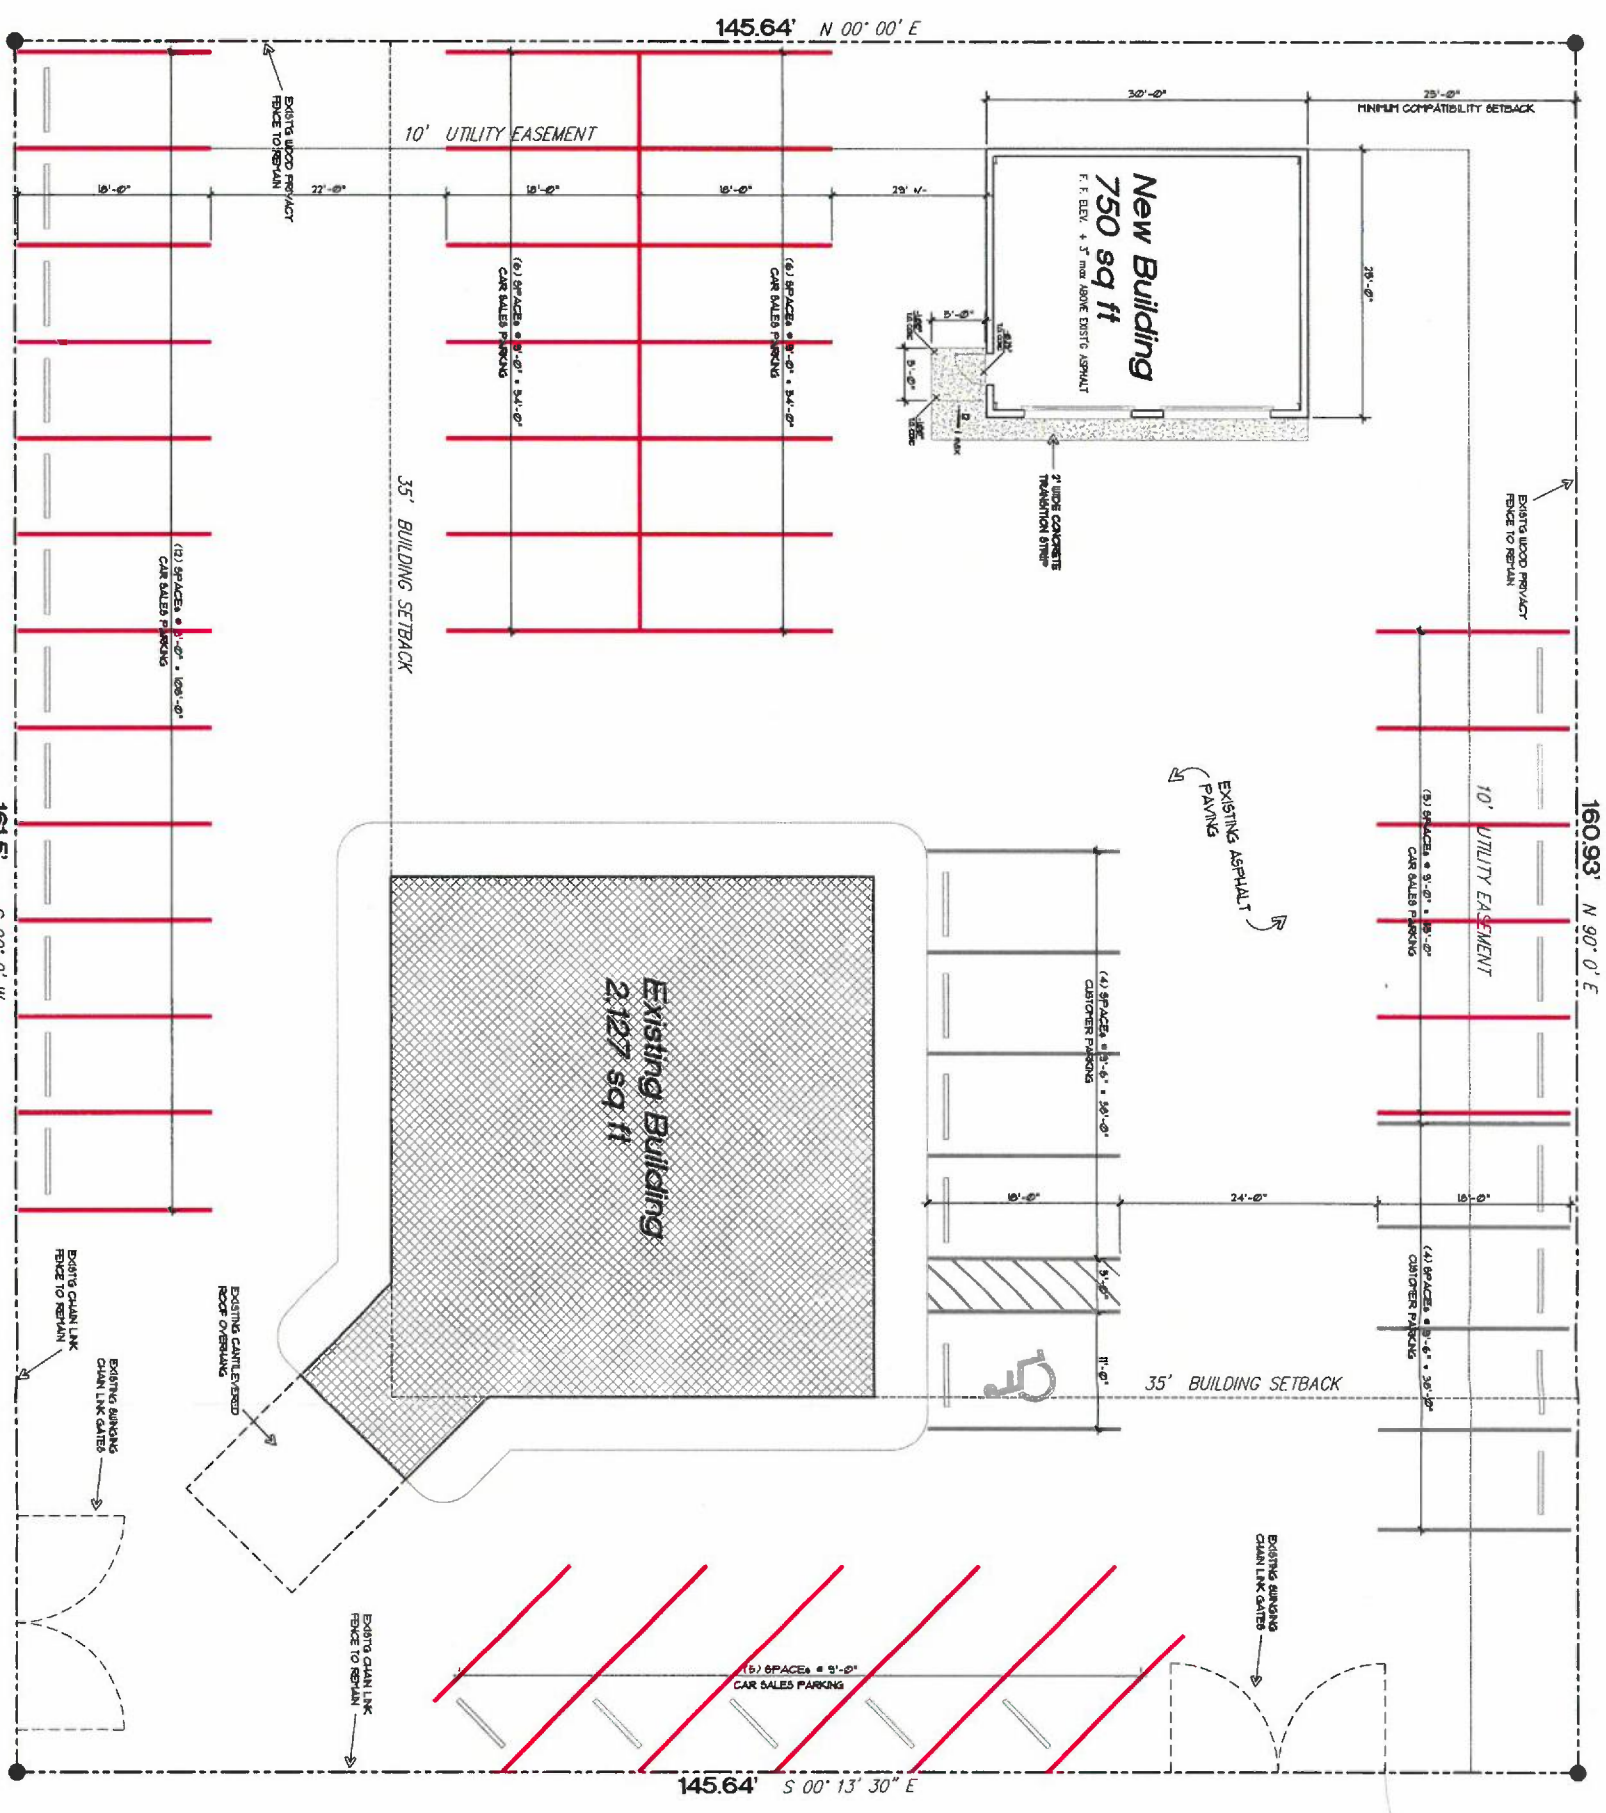 145.64' N 00° 00' E
EXIST'G WOOD PRIVACY
FENCE TO REMAIN
10' UTILITY EASEMENT
30'-0"
25'-0"
MINIMUM COMPATIBILITY SETBACK
18'-0"
22'-0"
18'-0"
18'-0"
29' +/-
New Building
750 sq ft
F. F. ELEV. + 3" max ABOVE EXIST'G ASPHALT
25'-0"
(6) SPACEs @ 9'-0" = 54'-0"
CAR SALES PARKING
(6) SPACEs @ 9'-0" = 54'-0"
CAR SALES PARKING
5'-0"
5'-0"
2' WIDE CONCRETE
TRANSITION STRIP
35' BUILDING SETBACK
EXIST'G WOOD PRIVACY
FENCE TO REMAIN
(12) SPACEs @ 9'-0" = 108'-0"
CAR SALES PARKING
EXISTING ASPHALT
PAVING
(5) SPACEs @ 9'-0" = 45'-0"
CAR SALES PARKING
10' UTILITY EASEMENT
160.93' N 90° 0' E
Existing Building
2,127 sq ft
(4) SPACEs @ 9'-6" = 38'-0"
CUSTOMER PARKING
18'-0"
24'-0"
18'-0"
5'-0"
11'-0"
(4) SPACEs @ 9'-6" = 38'-0"
CUSTOMER PARKING
35' BUILDING SETBACK
EXIST'G CHAIN LINK
FENCE TO REMAIN
EXISTING SWINGING
CHAIN LINK GATES
EXISTING CANTILEVERED
ROOF OVERHANG
EXIST'G CHAIN LINK
FENCE TO REMAIN
EXISTING SWINGING
CHAIN LINK GATES
(5) SPACEs @ 9'-0"
CAR SALES PARKING
145.64' S 00° 13' 30" E